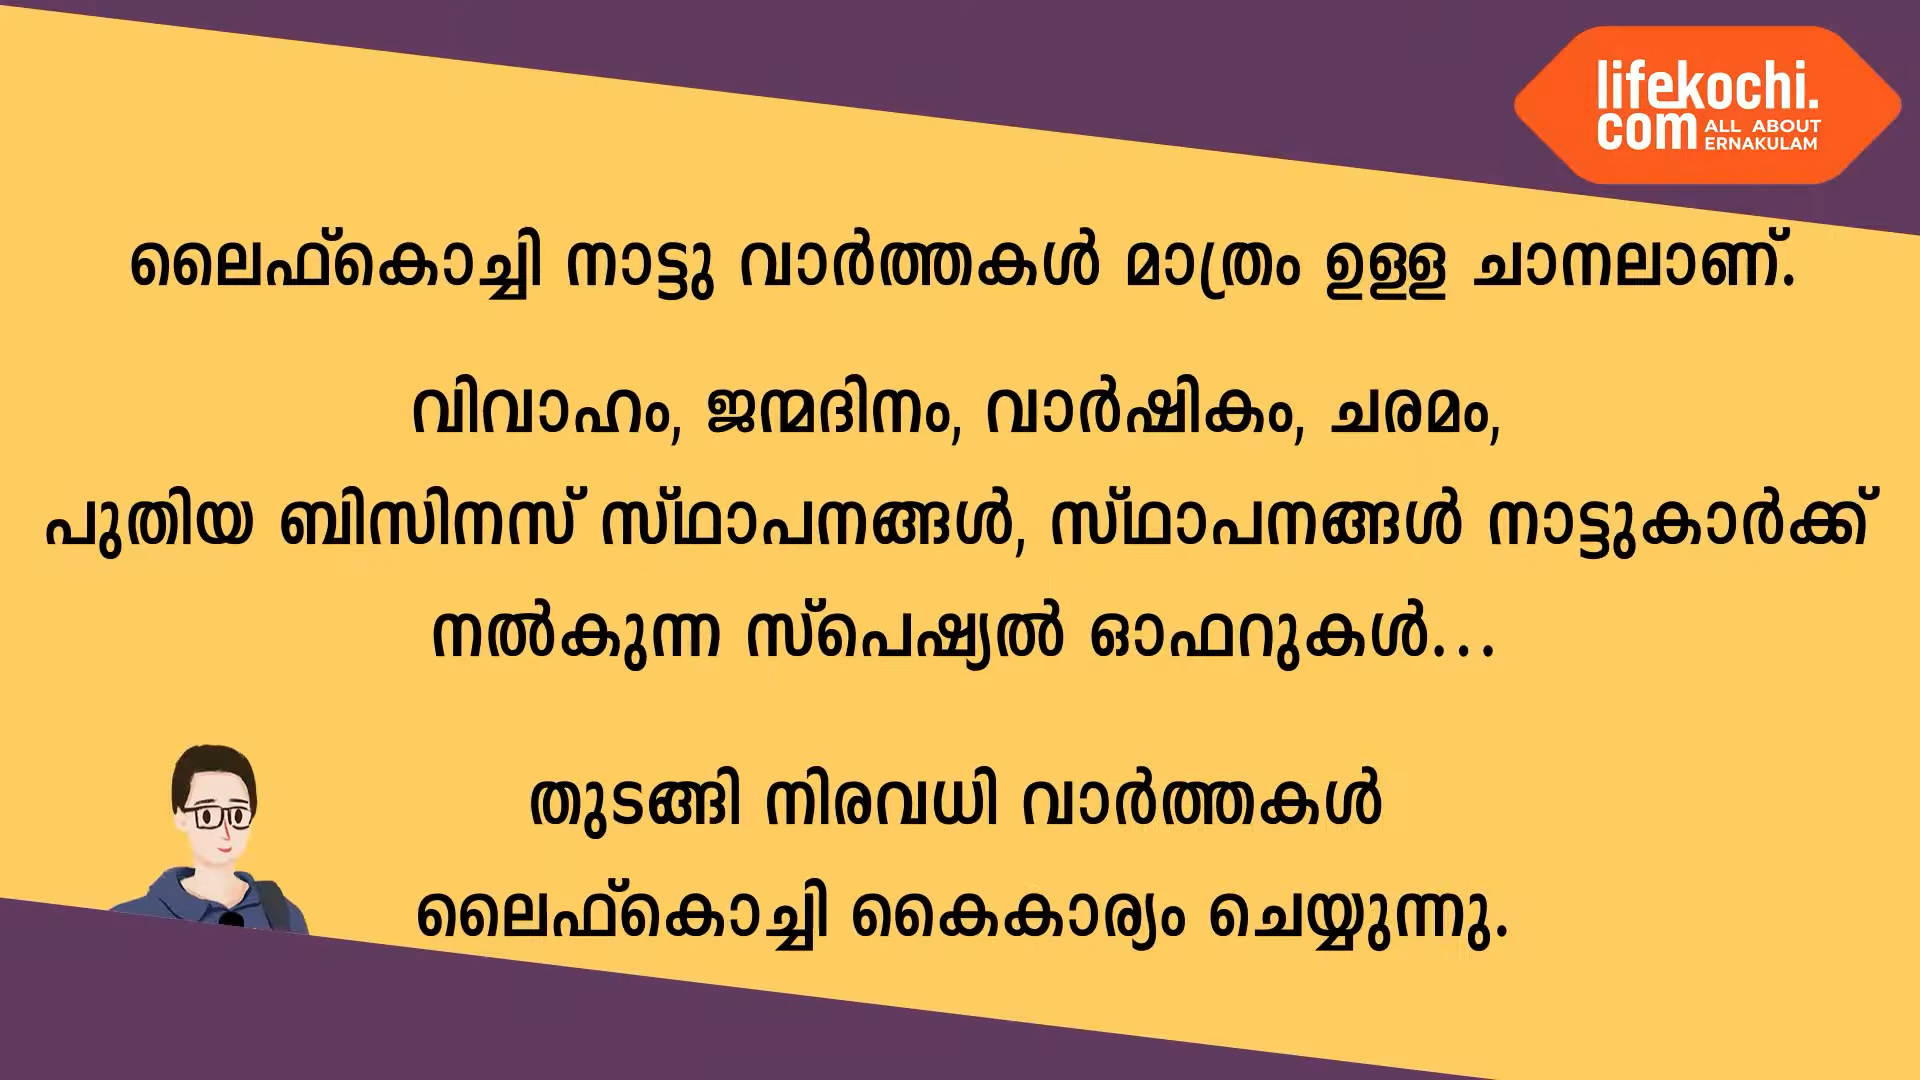 lifekochi.
com ALL ABOUT
ERNAKULAM
ലൈഫ്കൊച്ചി നാട്ടു വാർത്തകൾ മാത്രം ഉള്ള ചാനലാണ്.
വിവാഹം, ജന്മദിനം, വാർഷികം, ചരമം,
പുതിയ ബിസിനസ് സ്ഥാപനങ്ങൾ, സ്ഥാപനങ്ങൾ നാട്ടുകാർക്ക്
നൽകുന്ന സ്പെഷ്യൽ ഓഫറുകൾ...
തുടങ്ങി നിരവധി വാർത്തകൾ
ലൈഫ്കൊച്ചി കൈകാര്യം ചെയ്യുന്നു.